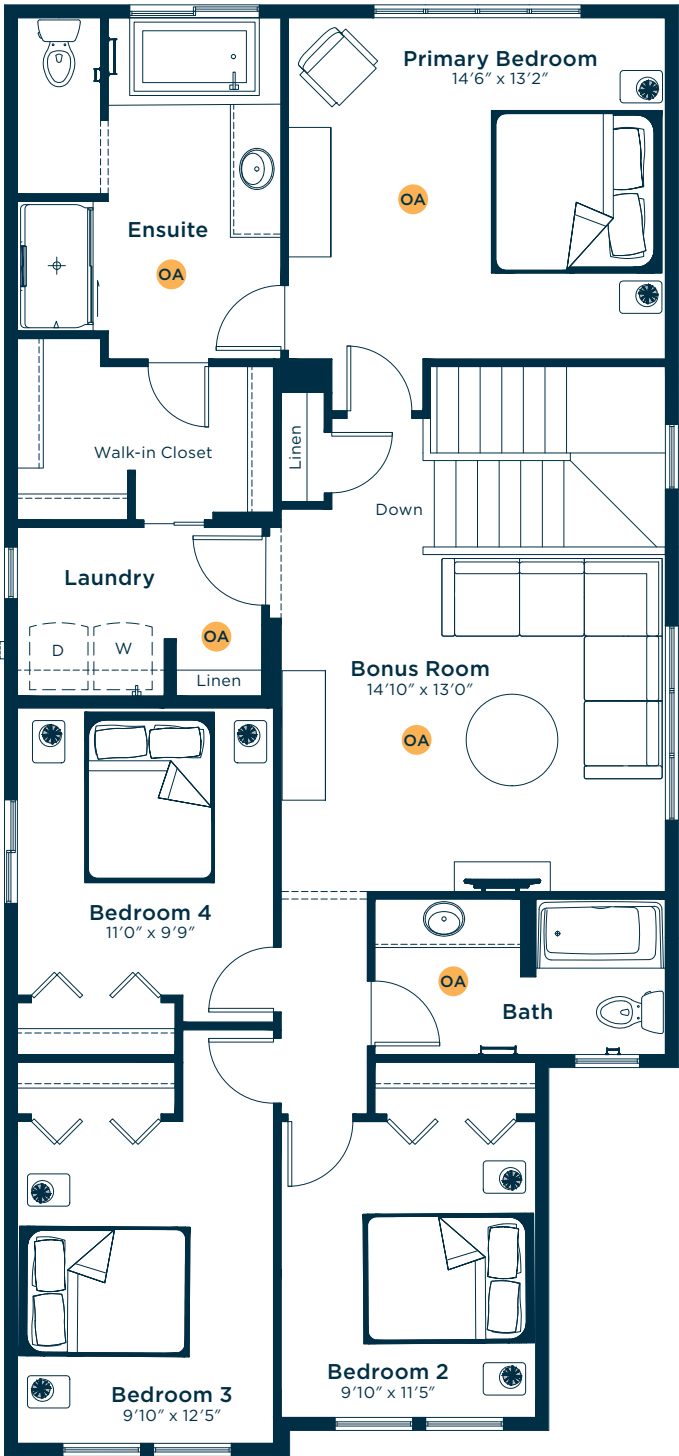 Primary Bedroom
14′6″ x 13′2″
OA
Ensuite
OA
Walk-in Closet
Linen
Down
Laundry
OA
D
W
Linen
Bonus Room
14′10″ x 13′0″
OA
Bedroom 4
11′0″ x 9′9″
OA
Bath
Bedroom 2
9′10″ x 11′5″
Bedroom 3
9′10″ x 12′5″